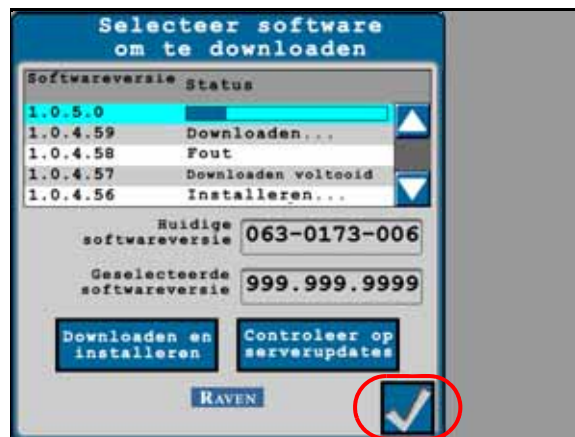 Selecteer software
om te downloaden
Softwareversie Status
1.0.5.0
1.0.4.59 Downloaden...
1.0.4.58 Fout
1.0.4.57 Downloaden voltooid
1.0.4.56 Installeren...
Huidige
softwareversie 063-0173-006
Geselecteerde
softwareversie 999.999.9999
Downloaden en
installeren
Controleer op
serverupdates
RAVEN